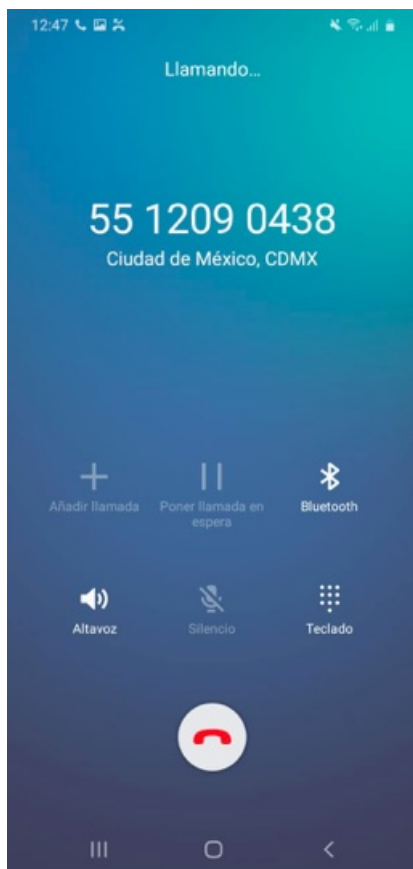 12:47
Llamando...
55 1209 0438
Ciudad de México, CDMX
Añadir llamada
Poner llamada en
espera
Bluetooth
Altavoz
Silencio
Teclado